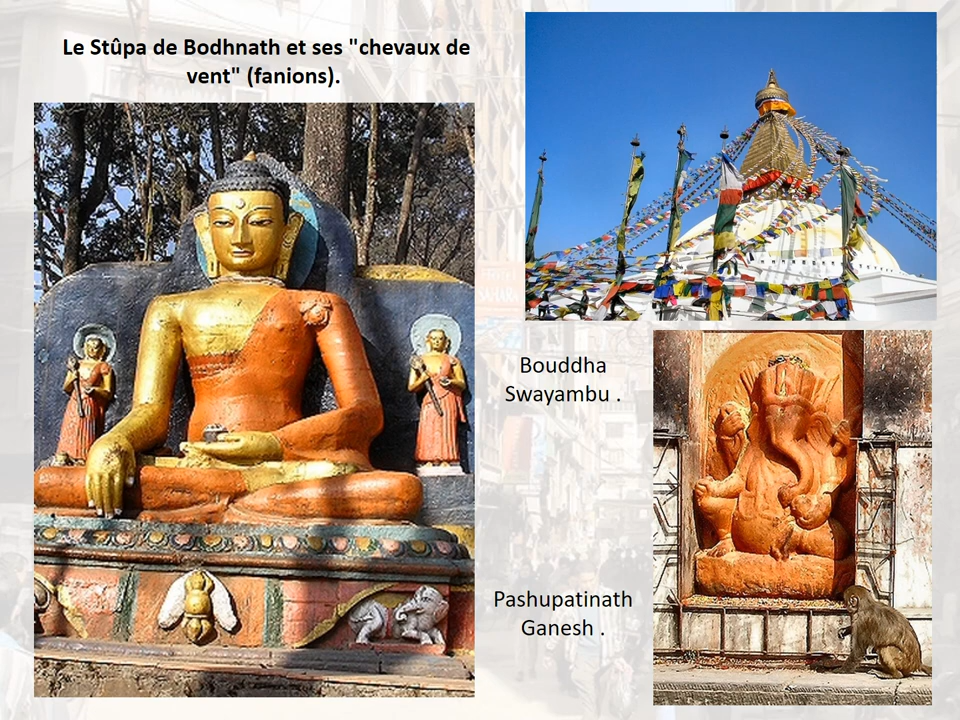 Le Stûpa de Bodhnath et ses "chevaux de
vent" (fanions).
Bouddha
Swayambu .
Pashupatinath
Ganesh .